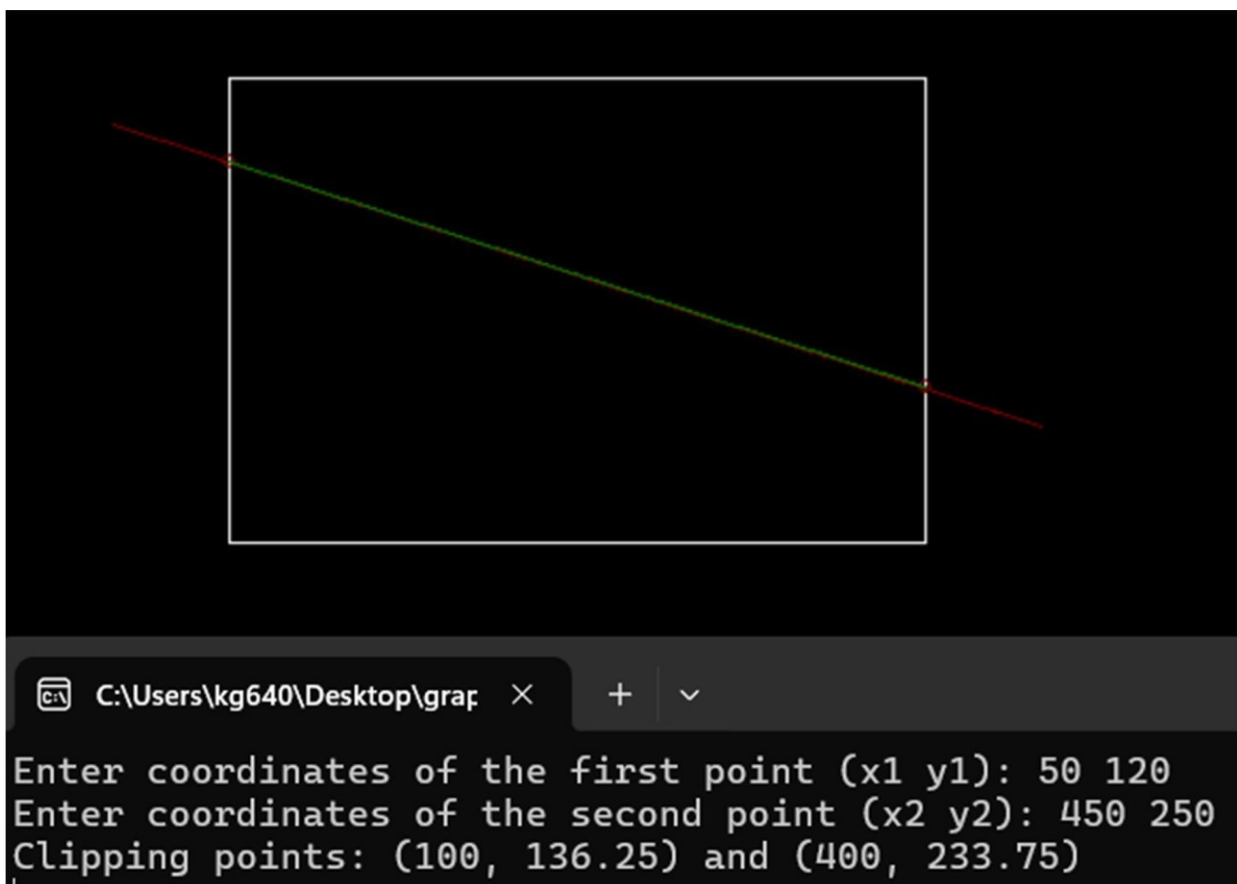 C:\Users\kg640\Desktop\grap
Enter coordinates of the first point (x1 y1): 50 120
Enter coordinates of the second point (x2 y2): 450 250
Clipping points: (100, 136.25) and (400, 233.75)